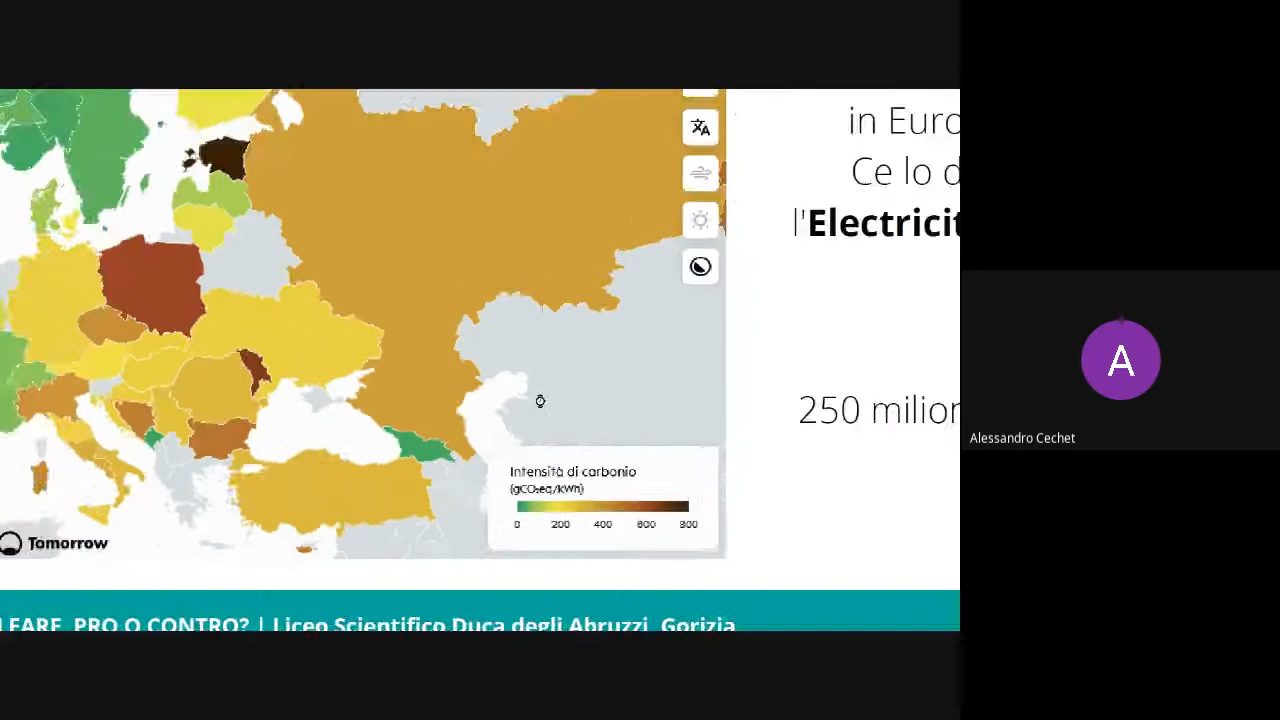 in Euro
Ce lo d
l'Electricit
250 milion
Intensità di carbonio
(gCO₂eq/kWh)
0 200 400 600 800
Tomorrow
EARE, PRO O CONTRO? | Liceo Scientifico Duca degli Abruzzi, Gorizia
A
Alessandro Cechet